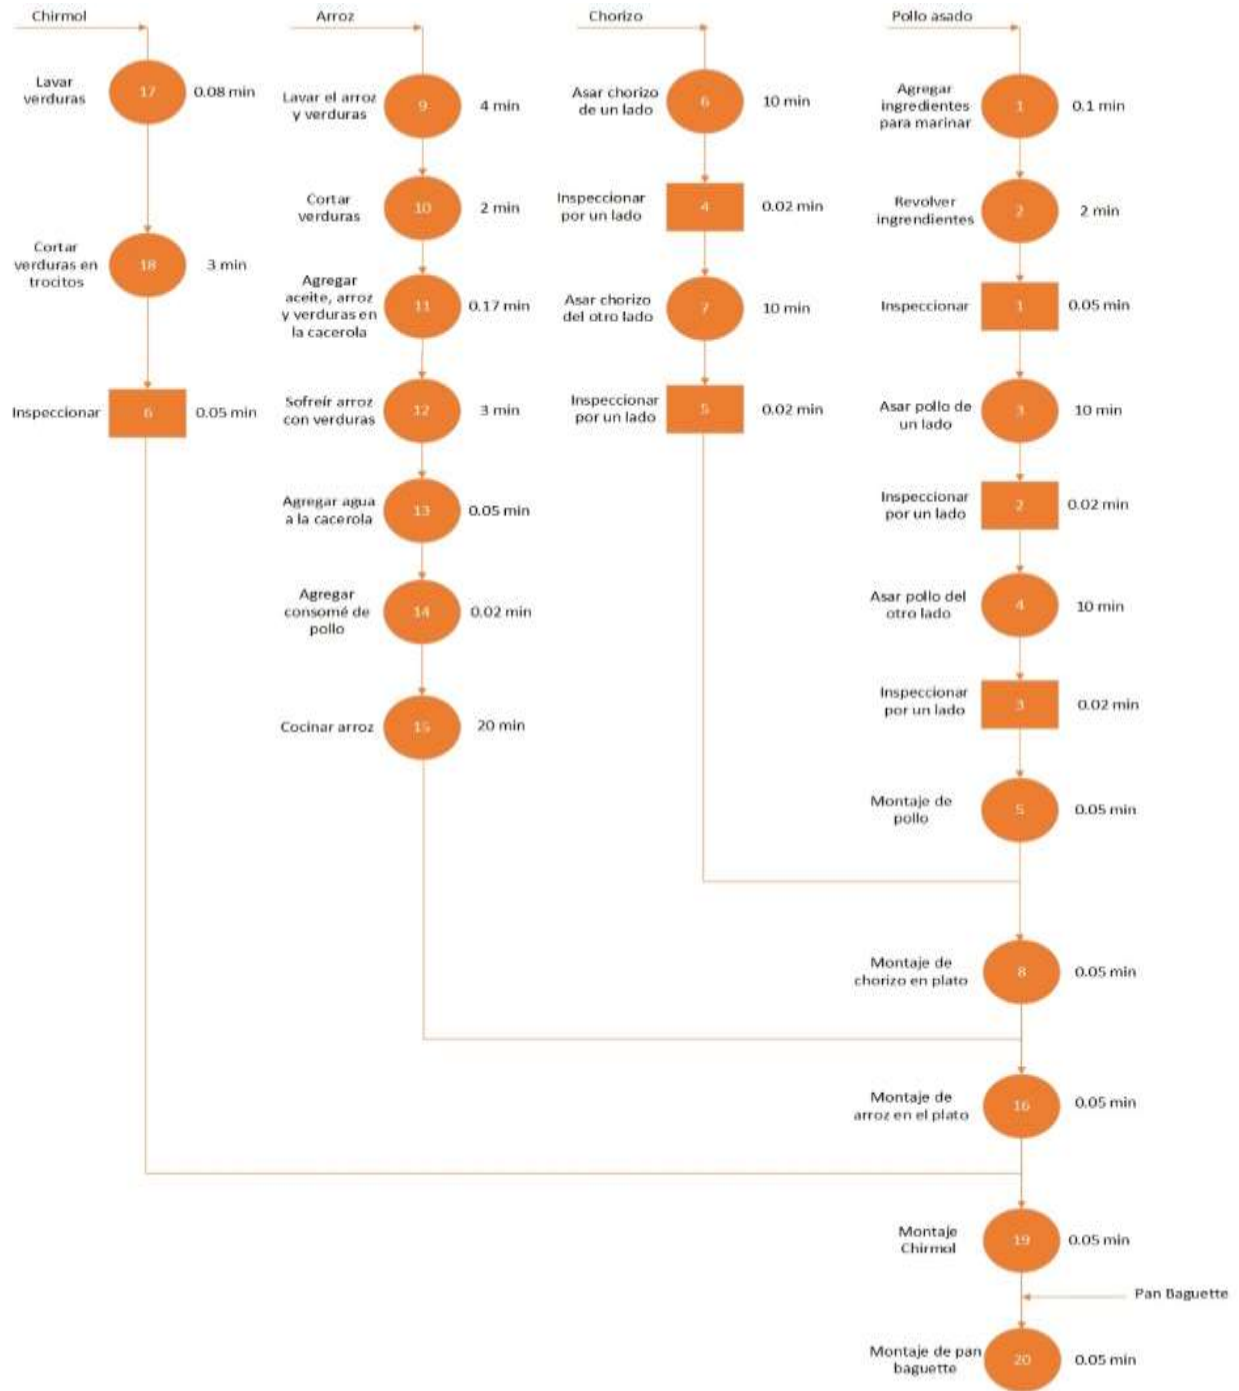 Chirmol
Lavar
verduras
17
0.08 min
Cortar
verduras en
trocitos
18
3 min
Inspeccionar
6
0.05 min
Arroz
Lavar el arroz
y verduras
9
4 min
Cortar
verduras
10
2 min
Agregar
aceite, arroz
y verduras en
la cacerola
11
0.17 min
Sofreír arroz
con verduras
12
3 min
Agregar agua
a la cacerola
13
0.05 min
Agregar
consomé de
pollo
14
0.02 min
Cocinar arroz
15
20 min
Chorizo
Asar chorizo
de un lado
6
10 min
Inspeccionar
por un lado
4
0.02 min
Asar chorizo
del otro lado
7
10 min
Inspeccionar
por un lado
5
0.02 min
Pollo asado
Agregar
ingredientes
para marinar
1
0.1 min
Revolver
ingrendientes
2
2 min
Inspeccionar
1
0.05 min
Asar pollo de
un lado
3
10 min
Inspeccionar
por un lado
2
0.02 min
Asar pollo del
otro lado
4
10 min
Inspeccionar
por un lado
3
0.02 min
Montaje de
pollo
5
0.05 min
Montaje de
chorizo en plato
8
0.05 min
Montaje de
arroz en el plato
16
0.05 min
Montaje
Chirmol
19
0.05 min
Pan Baguette
Montaje de pan
baguette
20
0.05 min